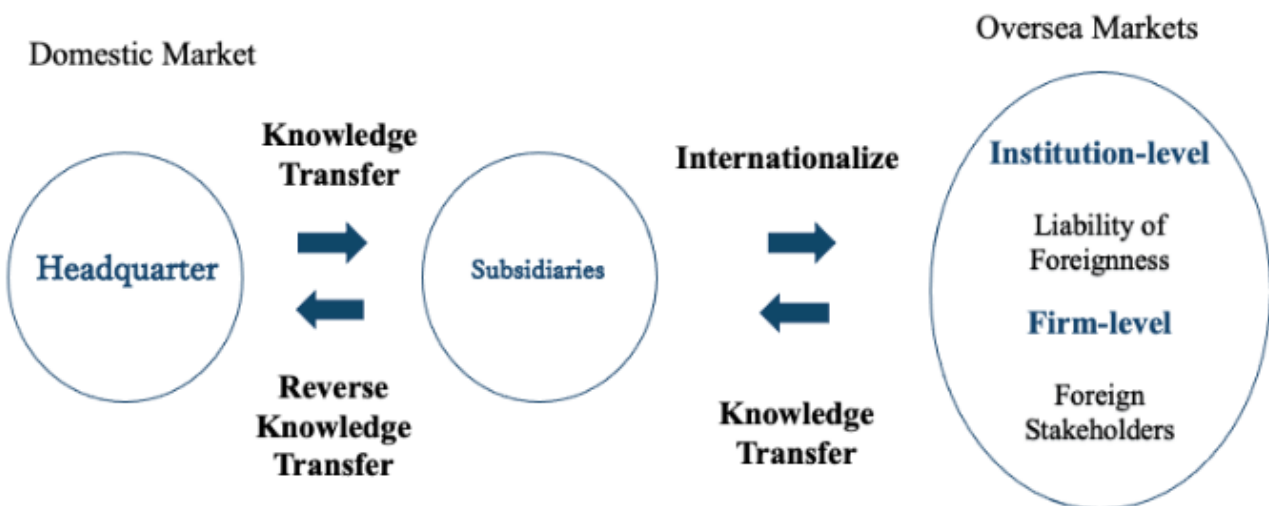 Domestic Market
Oversea Markets
Knowledge
Transfer
Internationalize
Institution-level
Liability of
Foreignness
Headquarter
Subsidiaries
Firm-level
Reverse
Knowledge
Transfer
Knowledge
Transfer
Foreign
Stakeholders